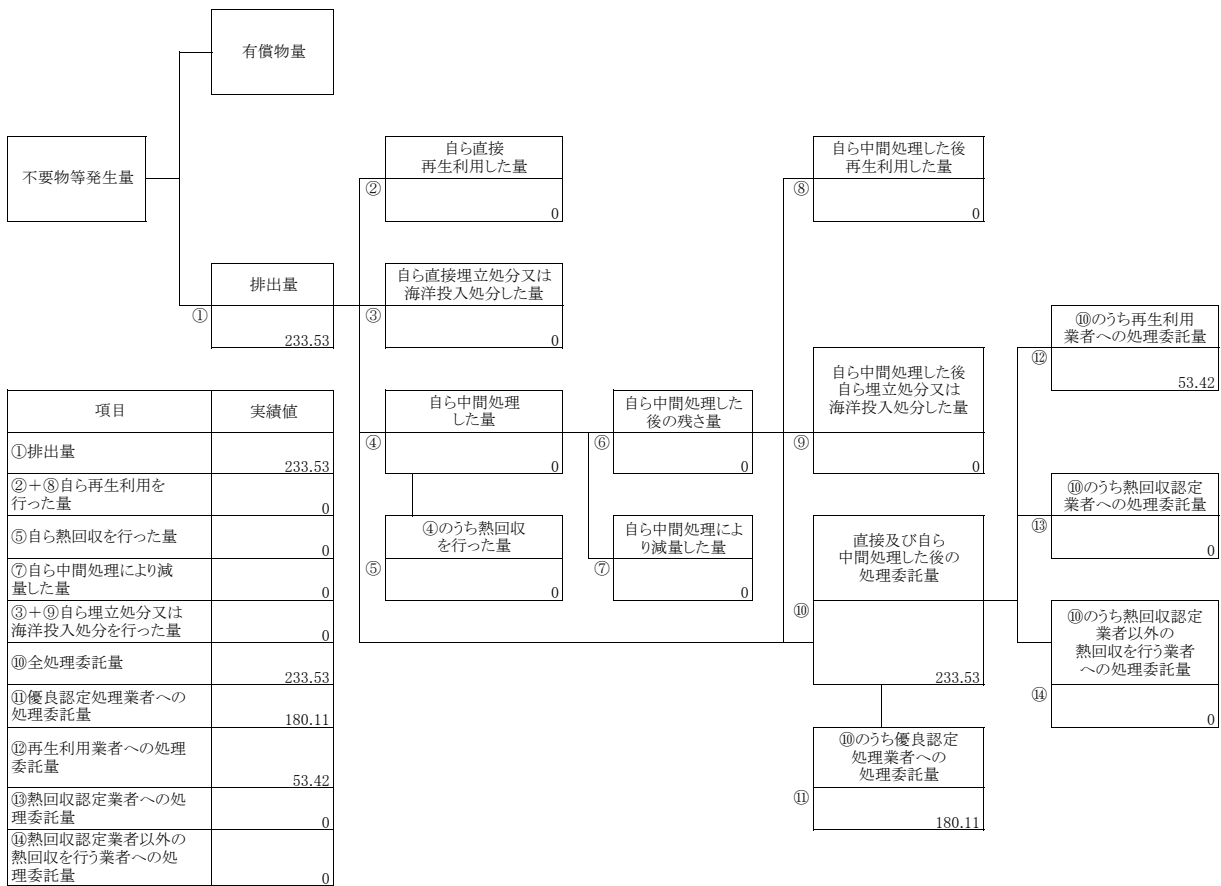 有償物量
不要物等発生量
自ら直接
再生利用した量
②
0
自ら中間処理した後
再生利用した量
⑧
0
排出量
①
233.53
自ら直接埋立処分又は
海洋投入処分した量
③
0
⑩のうち再生利用
業者への処理委託量
⑫
53.42
自ら中間処理
した量
④
0
自ら中間処理した
後の残さ量
⑥
0
自ら中間処理した後
自ら埋立処分又は
海洋投入処分した量
⑨
0
⑩のうち熱回収認定
業者への処理委託量
⑬
0
④のうち熱回収
を行った量
⑤
0
自ら中間処理によ
り減量した量
⑦
0
直接及び自ら
中間処理した後の
処理委託量
⑩
233.53
⑩のうち熱回収認定
業者以外の
熱回収を行う業者
への処理委託量
⑭
0
⑩のうち優良認定
処理業者への
処理委託量
⑪
180.11
項目 実績値
①排出量
233.53
②+⑧自ら再生利用を
行った量
0
⑤自ら熱回収を行った量
0
⑦自ら中間処理により減
量した量
0
③+⑨自ら埋立処分又は
海洋投入処分を行った量
0
⑩全処理委託量
233.53
⑪優良認定処理業者への
処理委託量
180.11
⑫再生利用業者への処理
委託量
53.42
⑬熱回収認定業者への処
理委託量
0
⑭熱回収認定業者以外の
熱回収を行う業者への処
理委託量
0